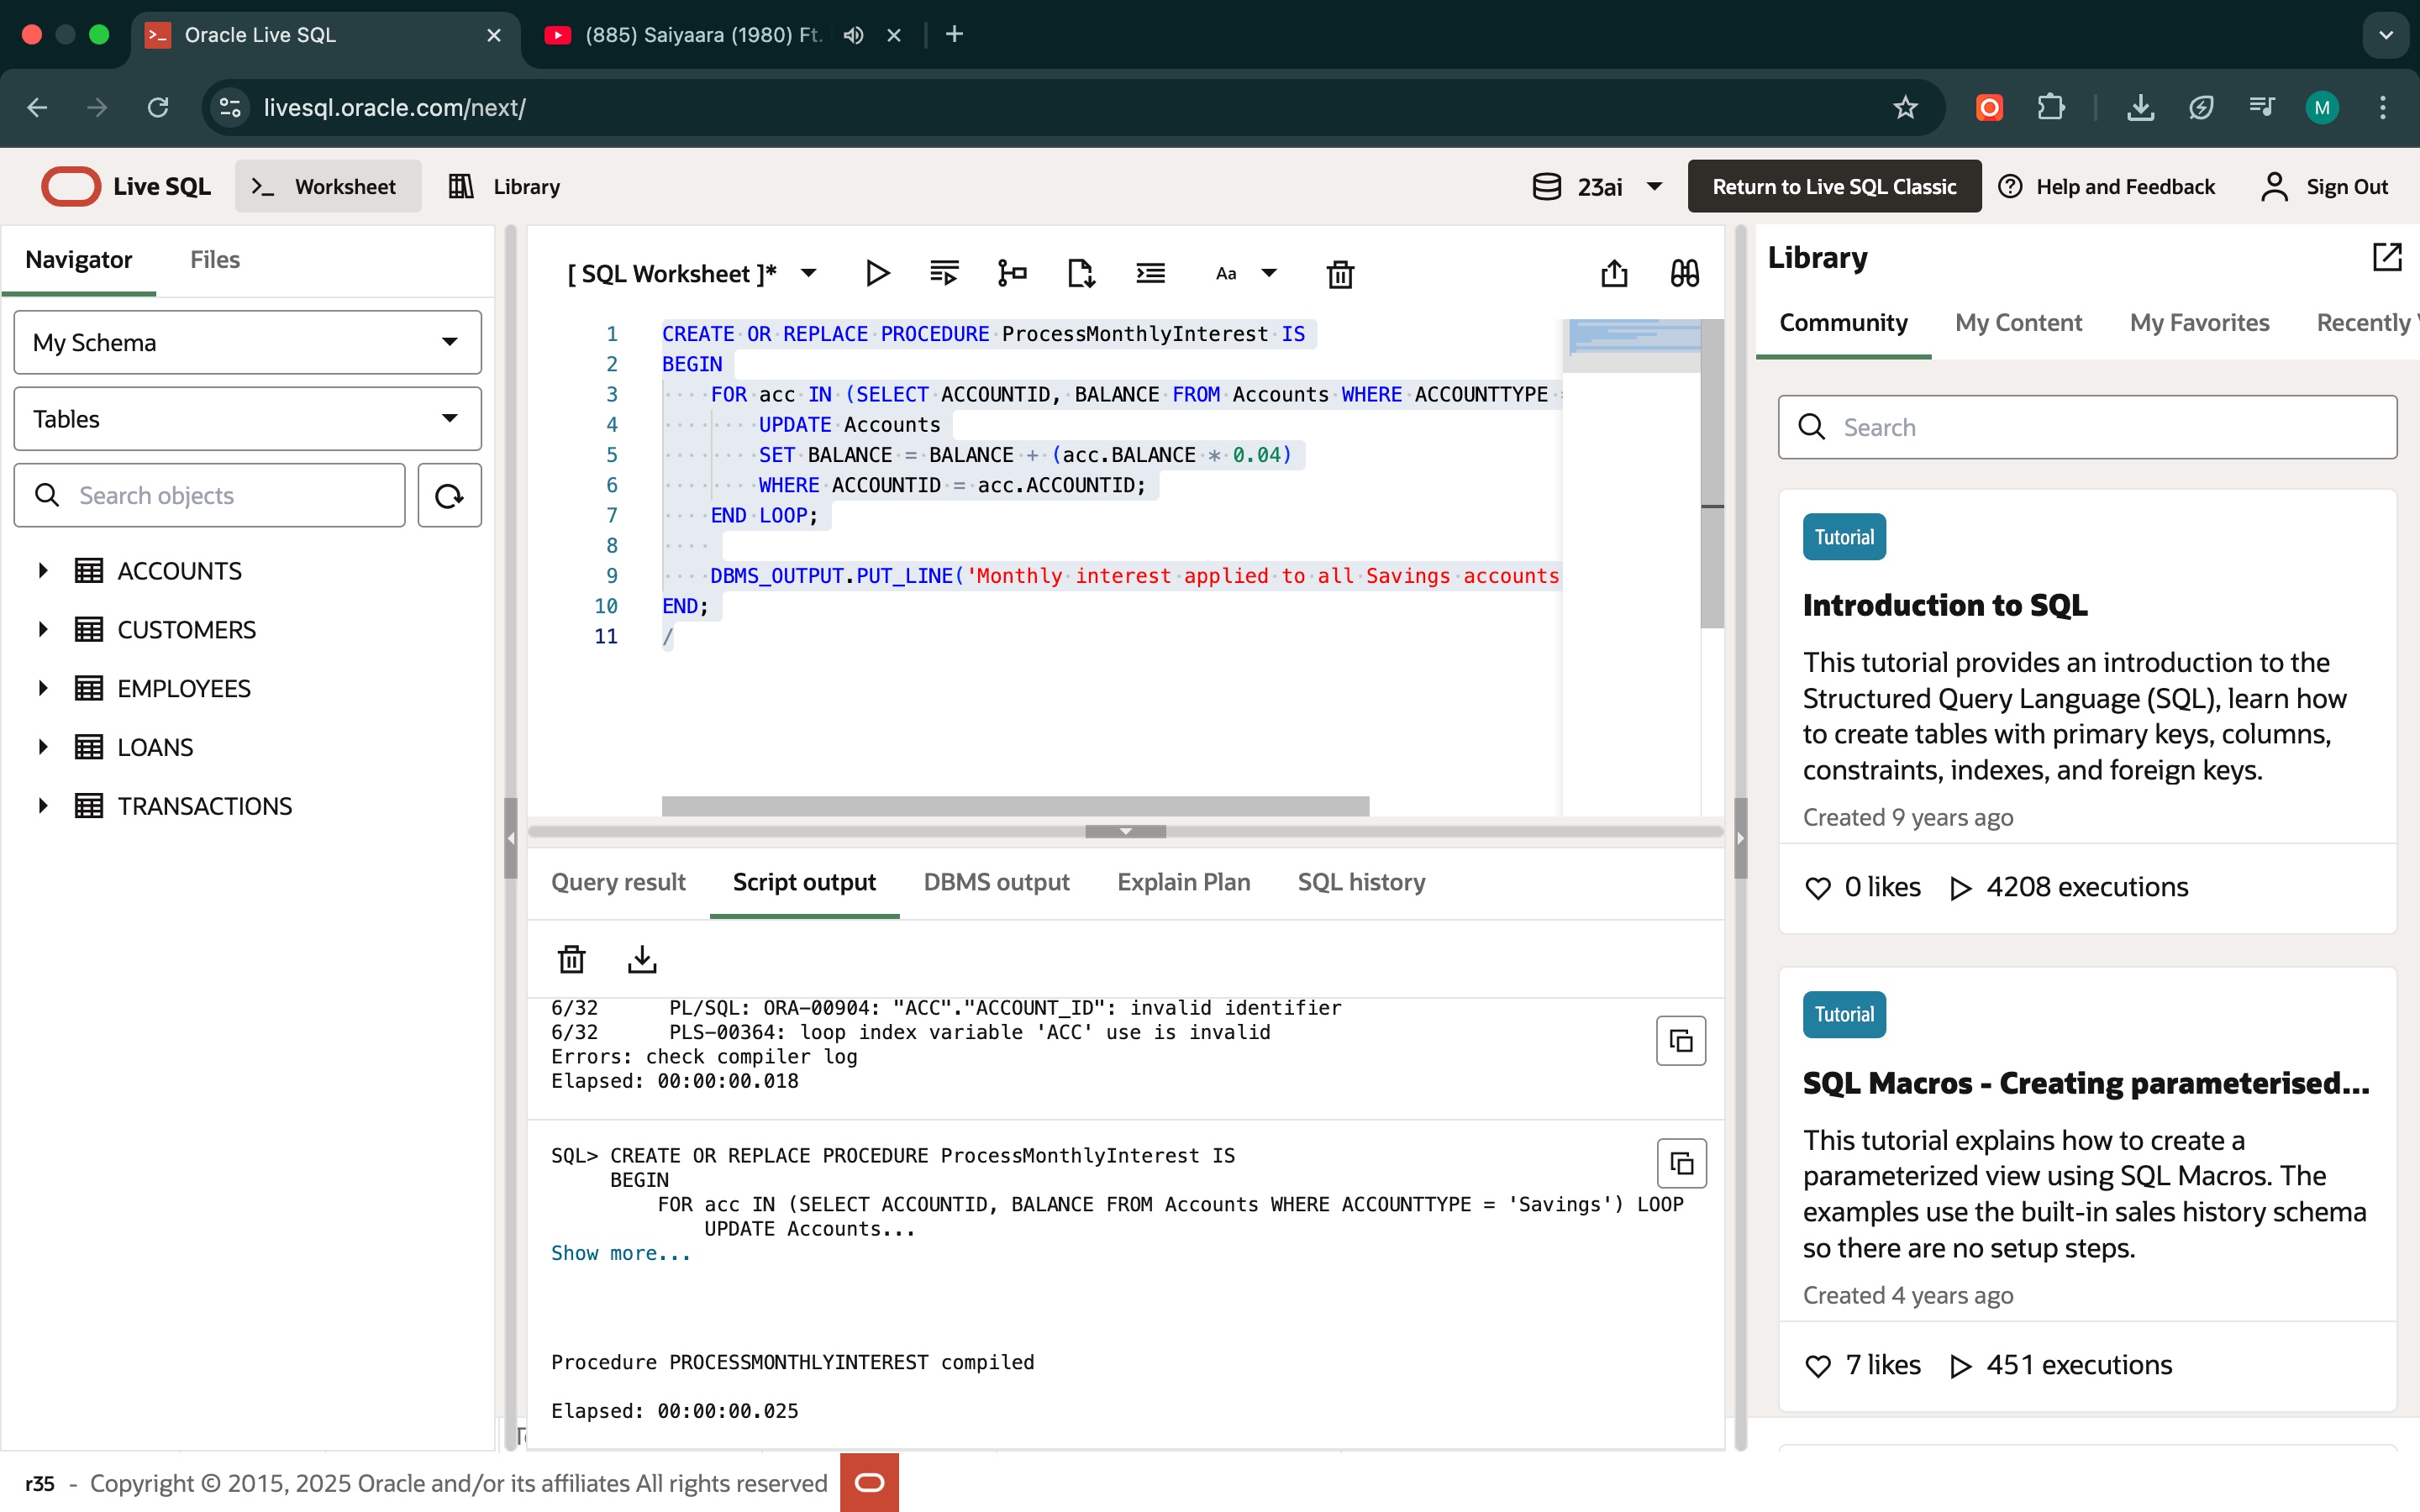 Oracle Live SQL
(885) Saiyaara (1980) Ft.
livesql.oracle.com/next/
M
Live SQL
Worksheet
Library
23ai
Return to Live SQL Classic
Help and Feedback
Sign Out
Navigator
Files
My Schema
Tables
Search objects
ACCOUNTS
CUSTOMERS
EMPLOYEES
LOANS
TRANSACTIONS
[ SQL Worksheet ]*
Aa
1 CREATE OR REPLACE PROCEDURE ProcessMonthlyInterest IS
2 BEGIN
3 FOR acc IN (SELECT ACCOUNTID, BALANCE FROM Accounts WHERE ACCOUNTTYPE
4 UPDATE Accounts
5 SET BALANCE = BALANCE + (acc.BALANCE * 0.04)
6 WHERE ACCOUNTID = acc.ACCOUNTID;
7 END LOOP;
8
9 DBMS_OUTPUT.PUT_LINE('Monthly interest applied to all Savings accounts
10 END;
11 /
Query result
Script output
DBMS output
Explain Plan
SQL history
6/32 PL/SQL: ORA-00904: "ACC"."ACCOUNT_ID": invalid identifier
6/32 PLS-00364: loop index variable 'ACC' use is invalid
Errors: check compiler log
Elapsed: 00:00:00.018
SQL> CREATE OR REPLACE PROCEDURE ProcessMonthlyInterest IS
BEGIN
FOR acc IN (SELECT ACCOUNTID, BALANCE FROM Accounts WHERE ACCOUNTTYPE = 'Savings') LOOP
UPDATE Accounts...
Show more...
Procedure PROCESSMONTHLYINTEREST compiled
Elapsed: 00:00:00.025
Library
Community
My Content
My Favorites
Recently
Search
Tutorial
Introduction to SQL
This tutorial provides an introduction to the
Structured Query Language (SQL), learn how
to create tables with primary keys, columns,
constraints, indexes, and foreign keys.
Created 9 years ago
0 likes
4208 executions
Tutorial
SQL Macros - Creating parameterised...
This tutorial explains how to create a
parameterized view using SQL Macros. The
examples use the built-in sales history schema
so there are no setup steps.
Created 4 years ago
7 likes
451 executions
r35 - Copyright © 2015, 2025 Oracle and/or its affiliates All rights reserved